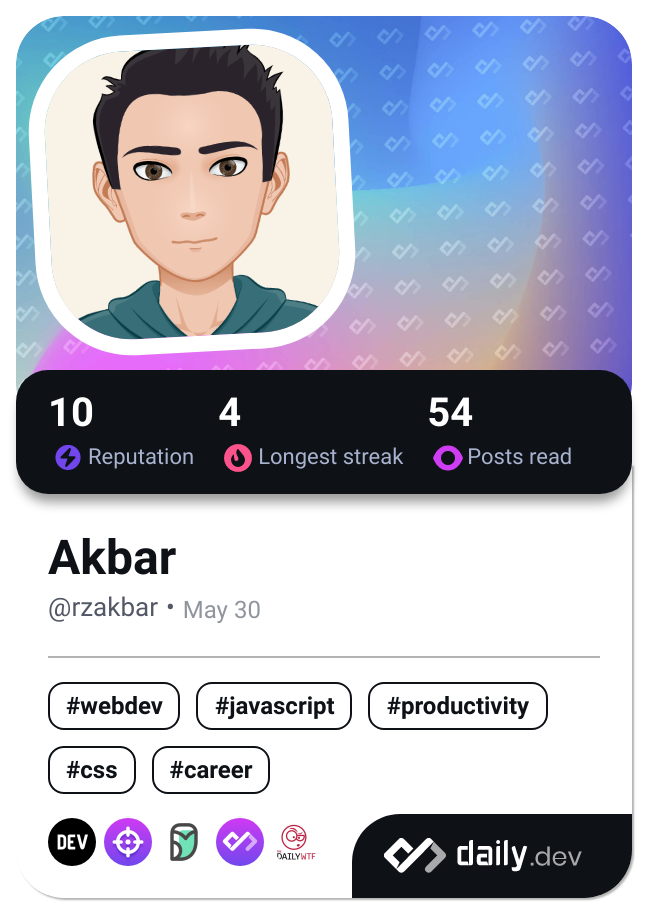 10 4 54
Reputation Longest streak Posts read
Akbar
@rzakbar • May 30
#webdev #javascript #productivity
#css #career
DEV DAILYWTF
daily.dev